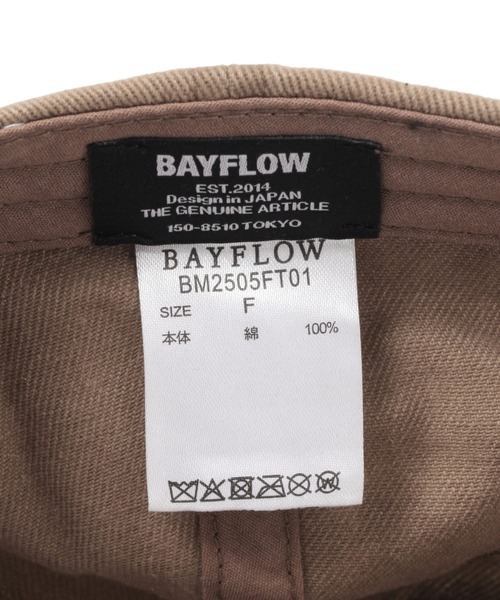 BAYFLOW
EST.2014
Design in JAPAN
THE GENUINE ARTICLE
150-8510 TOKYO
BAYFLOW
BM2505FT01
SIZE F
本体 綿 100%